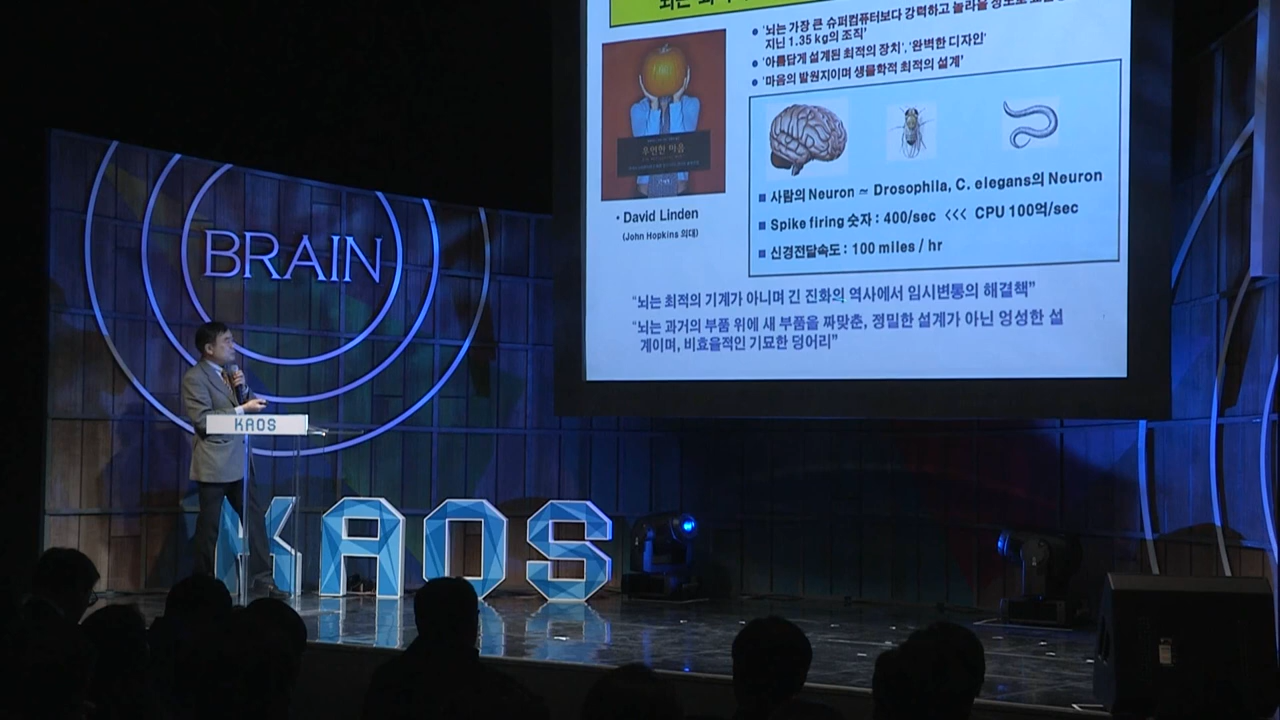 • '뇌는 가장 큰 슈퍼컴퓨터보다 강력하고 놀라울 정도로
지닌 1.35 kg의 조직'
• '아름답게 설계된 최적의 장치', '완벽한 디자인'
• '마음의 발원지이며 생물학적 최적의 설계'
우연한 마음
• David Linden
(John Hopkins 의대)
■ 사람의 Neuron ≃ Drosophila, C. elegans의 Neuron
■ Spike firing 숫자 : 400/sec <<< CPU 100억/sec
■ 신경전달속도 : 100 miles / hr
"뇌는 최적의 기계가 아니며 긴 진화의 역사에서 임시변통의 해결책"
"뇌는 과거의 부품 위에 새 부품을 짜맞춘, 정밀한 설계가 아닌 엉성한 설
계이며, 비효율적인 기묘한 덩어리"
BRAIN
KAOS
KAOS